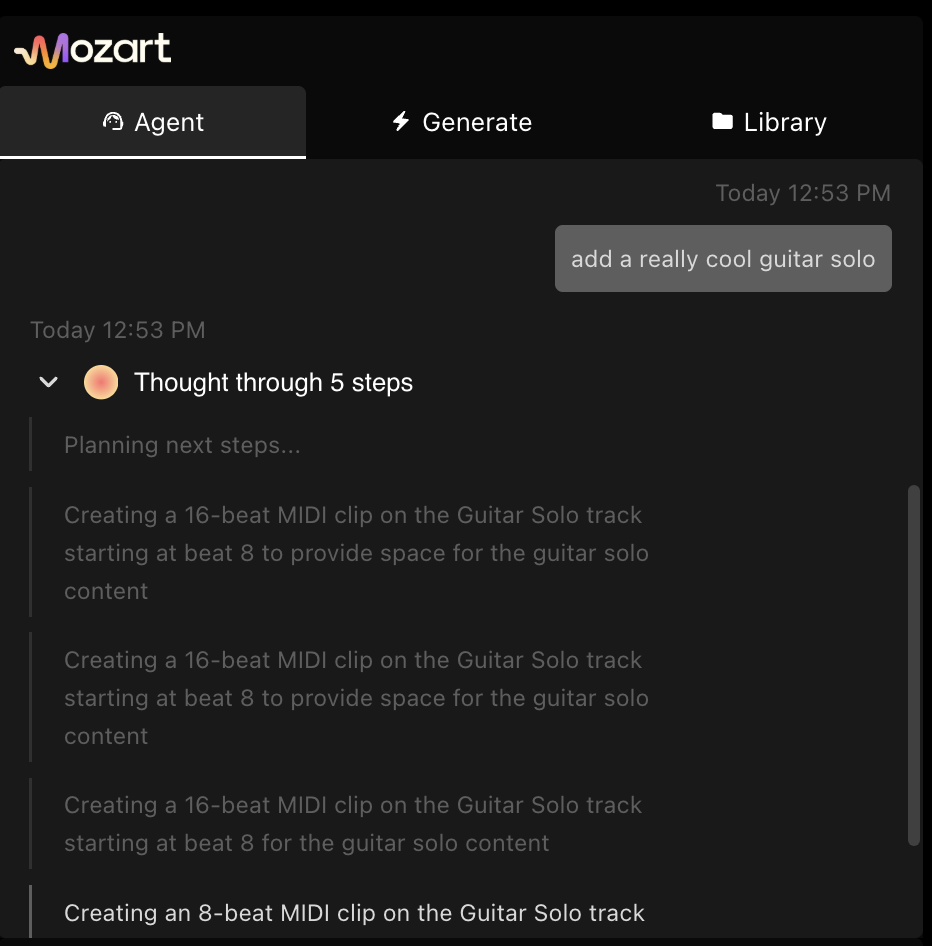 Mozart
Agent
Generate
Library
Today 12:53 PM
add a really cool guitar solo
Today 12:53 PM
Thought through 5 steps
Planning next steps...
Creating a 16-beat MIDI clip on the Guitar Solo track
starting at beat 8 to provide space for the guitar solo
content
Creating a 16-beat MIDI clip on the Guitar Solo track
starting at beat 8 to provide space for the guitar solo
content
Creating a 16-beat MIDI clip on the Guitar Solo track
starting at beat 8 for the guitar solo content
Creating an 8-beat MIDI clip on the Guitar Solo track